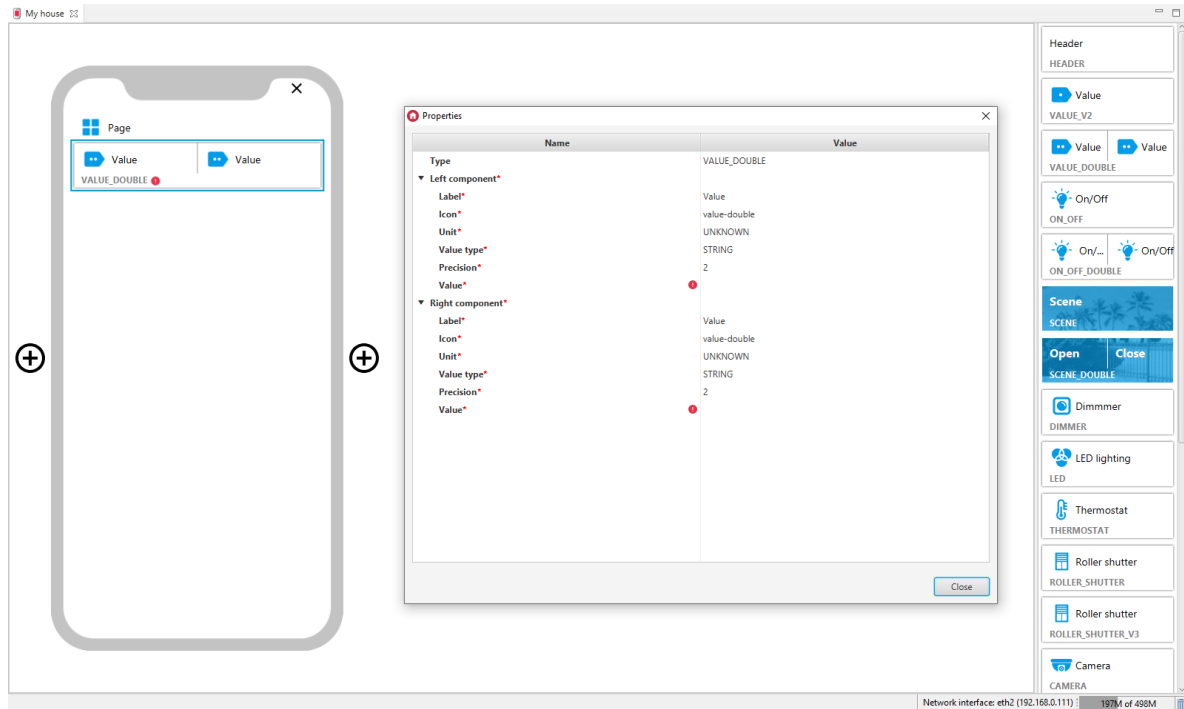 My house
Page
Value Value
VALUE_DOUBLE
Properties
Name Value
Type VALUE_DOUBLE
Left component*
Label* Value
Icon* value-double
Unit* UNKNOWN
Value type* STRING
Precision* 2
Value*
Right component*
Label* Value
Icon* value-double
Unit* UNKNOWN
Value type* STRING
Precision* 2
Value*
Close
Header
HEADER
Value
VALUE_V2
Value Value
VALUE_DOUBLE
On/Off
ON_OFF
On/... On/Off
ON_OFF_DOUBLE
Scene
SCENE
Open Close
SCENE_DOUBLE
Dimmmer
DIMMER
LED lighting
LED
Thermostat
THERMOSTAT
Roller shutter
ROLLER_SHUTTER
Roller shutter
ROLLER_SHUTTER_V3
Camera
CAMERA
Network interface: eth2 (192.168.0.111) 197M of 498M